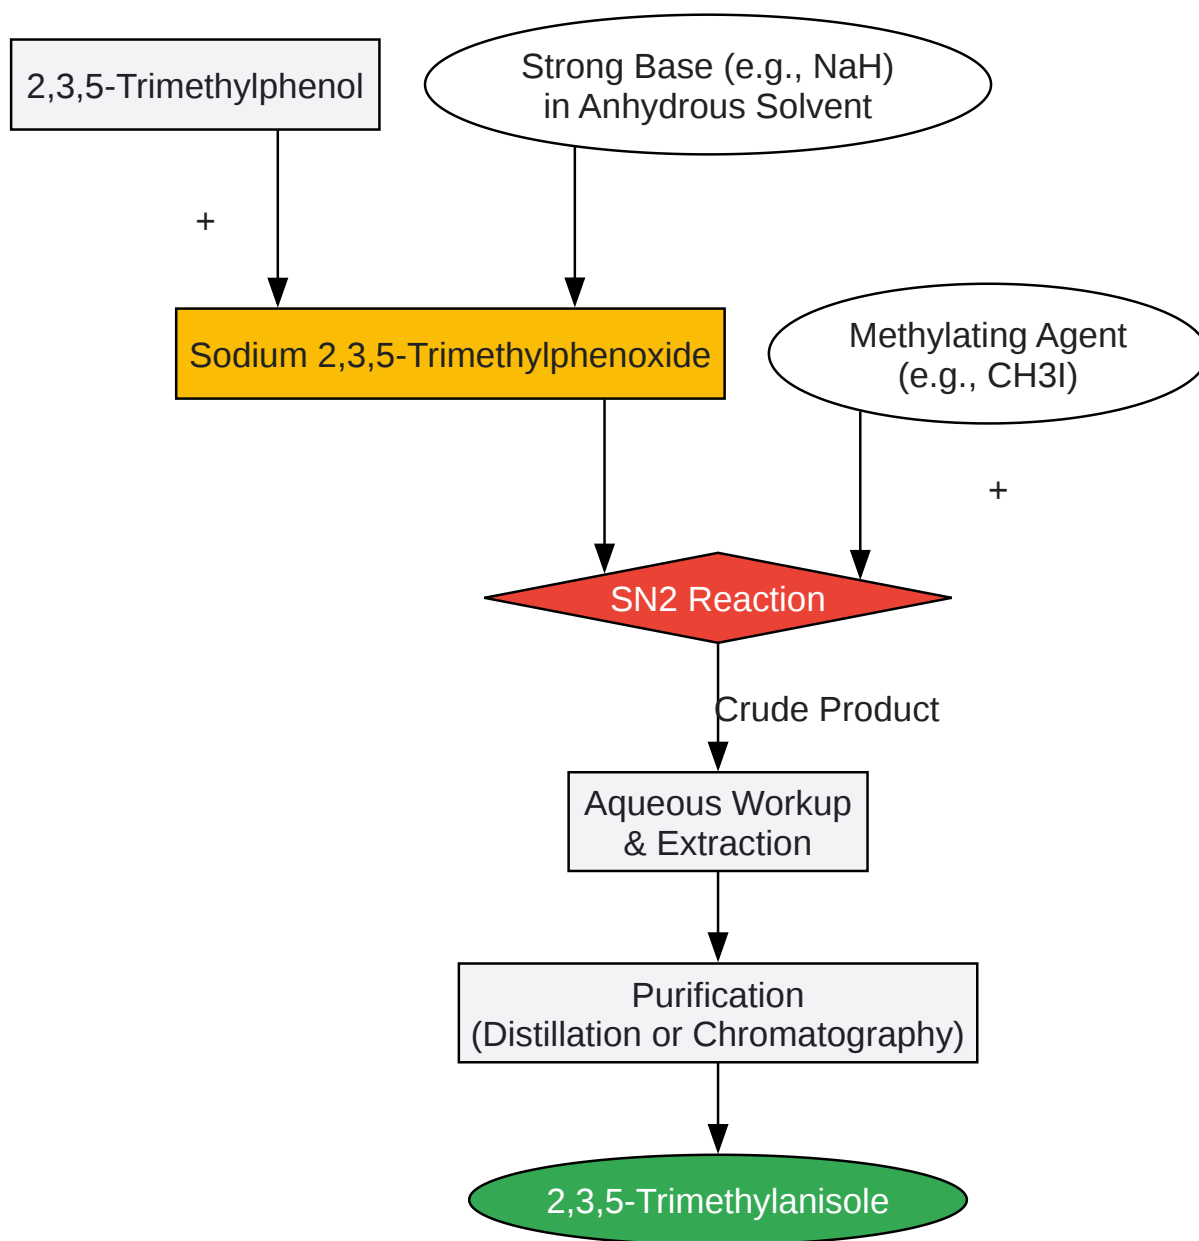 2,3,5-Trimethylphenol
Strong Base (e.g., NaH)
in Anhydrous Solvent
+
Sodium 2,3,5-Trimethylphenoxide
Methylating Agent
(e.g., CH3I)
+
SN2 Reaction
Crude Product
Aqueous Workup
& Extraction
Purification
(Distillation or Chromatography)
2,3,5-Trimethylanisole